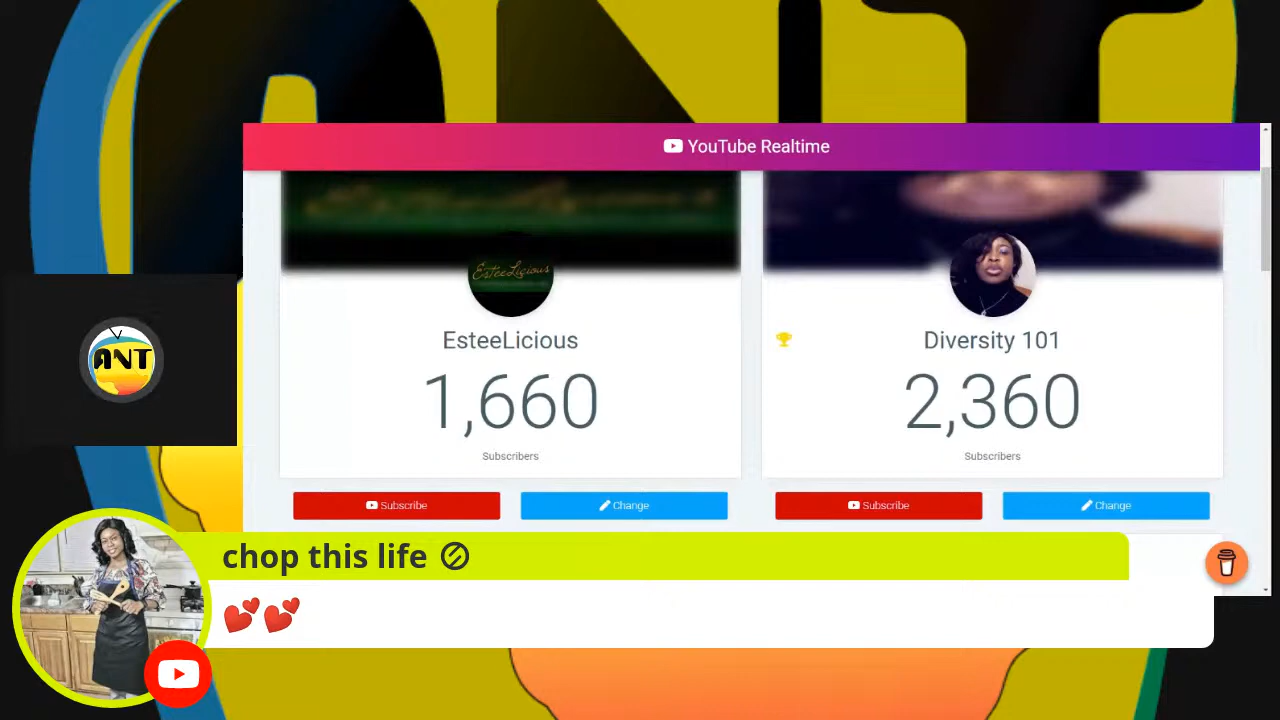 ANT
YouTube Realtime
EsteeLicious
ANT
EsteeLicious
Diversity 101
1,660
2,360
Subscribers
Subscribers
Subscribe
Change
Subscribe
Change
chop this life
💕💕